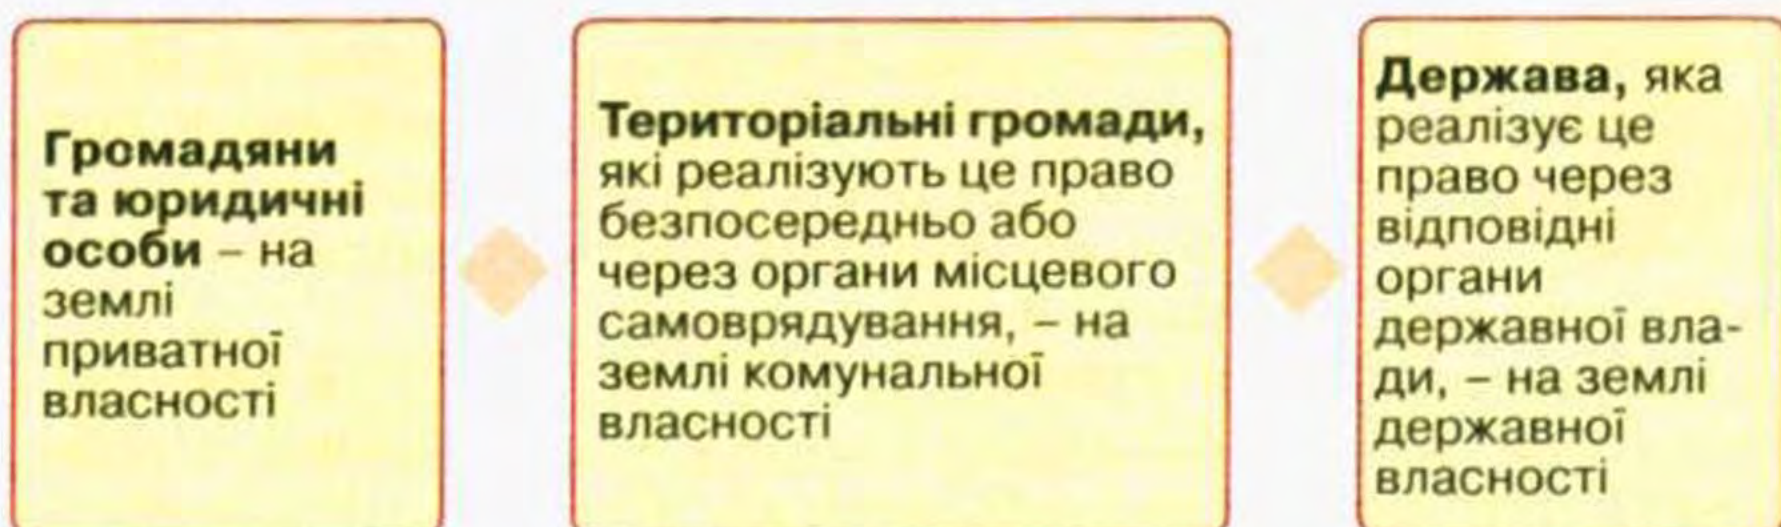 Громадяни
та юридичні
особи – на
землі
приватної
власності
Територіальні громади,
які реалізують це право
безпосередньо або
через органи місцевого
самоврядування, – на
землі комунальної
власності
Держава, яка
реалізує це
право через
відповідні
органи
державної вла-
ди, – на землі
державної
власності